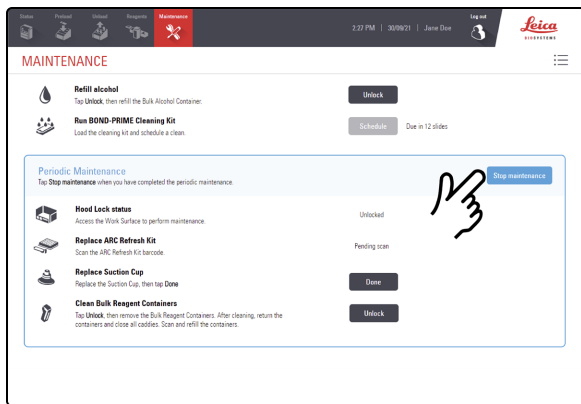 Status Preload Unload Reagents Maintenance
2:27 PM | 30/09/21 | Jane Doe
Log out
Leica
BIOSYSTEMS
MAINTENANCE
Refill alcohol
Tap Unlock, then refill the Bulk Alcohol Container.
Unlock
Run BOND-PRIME Cleaning Kit
Load the cleaning kit and schedule a clean.
Schedule Due in 12 slides
Periodic Maintenance
Tap Stop maintenance when you have completed the periodic maintenance.
Stop maintenance
Hood Lock status
Access the Work Surface to perform maintenance.
Unlocked
Replace ARC Refresh Kit
Scan the ARC Refresh Kit barcode.
Pending scan
Replace Suction Cup
Replace the Suction Cup, then tap Done
Done
Clean Bulk Reagent Containers
Tap Unlock, then remove the Bulk Reagent Containers. After cleaning, return the
containers and close all caddies. Scan and refill the containers.
Unlock